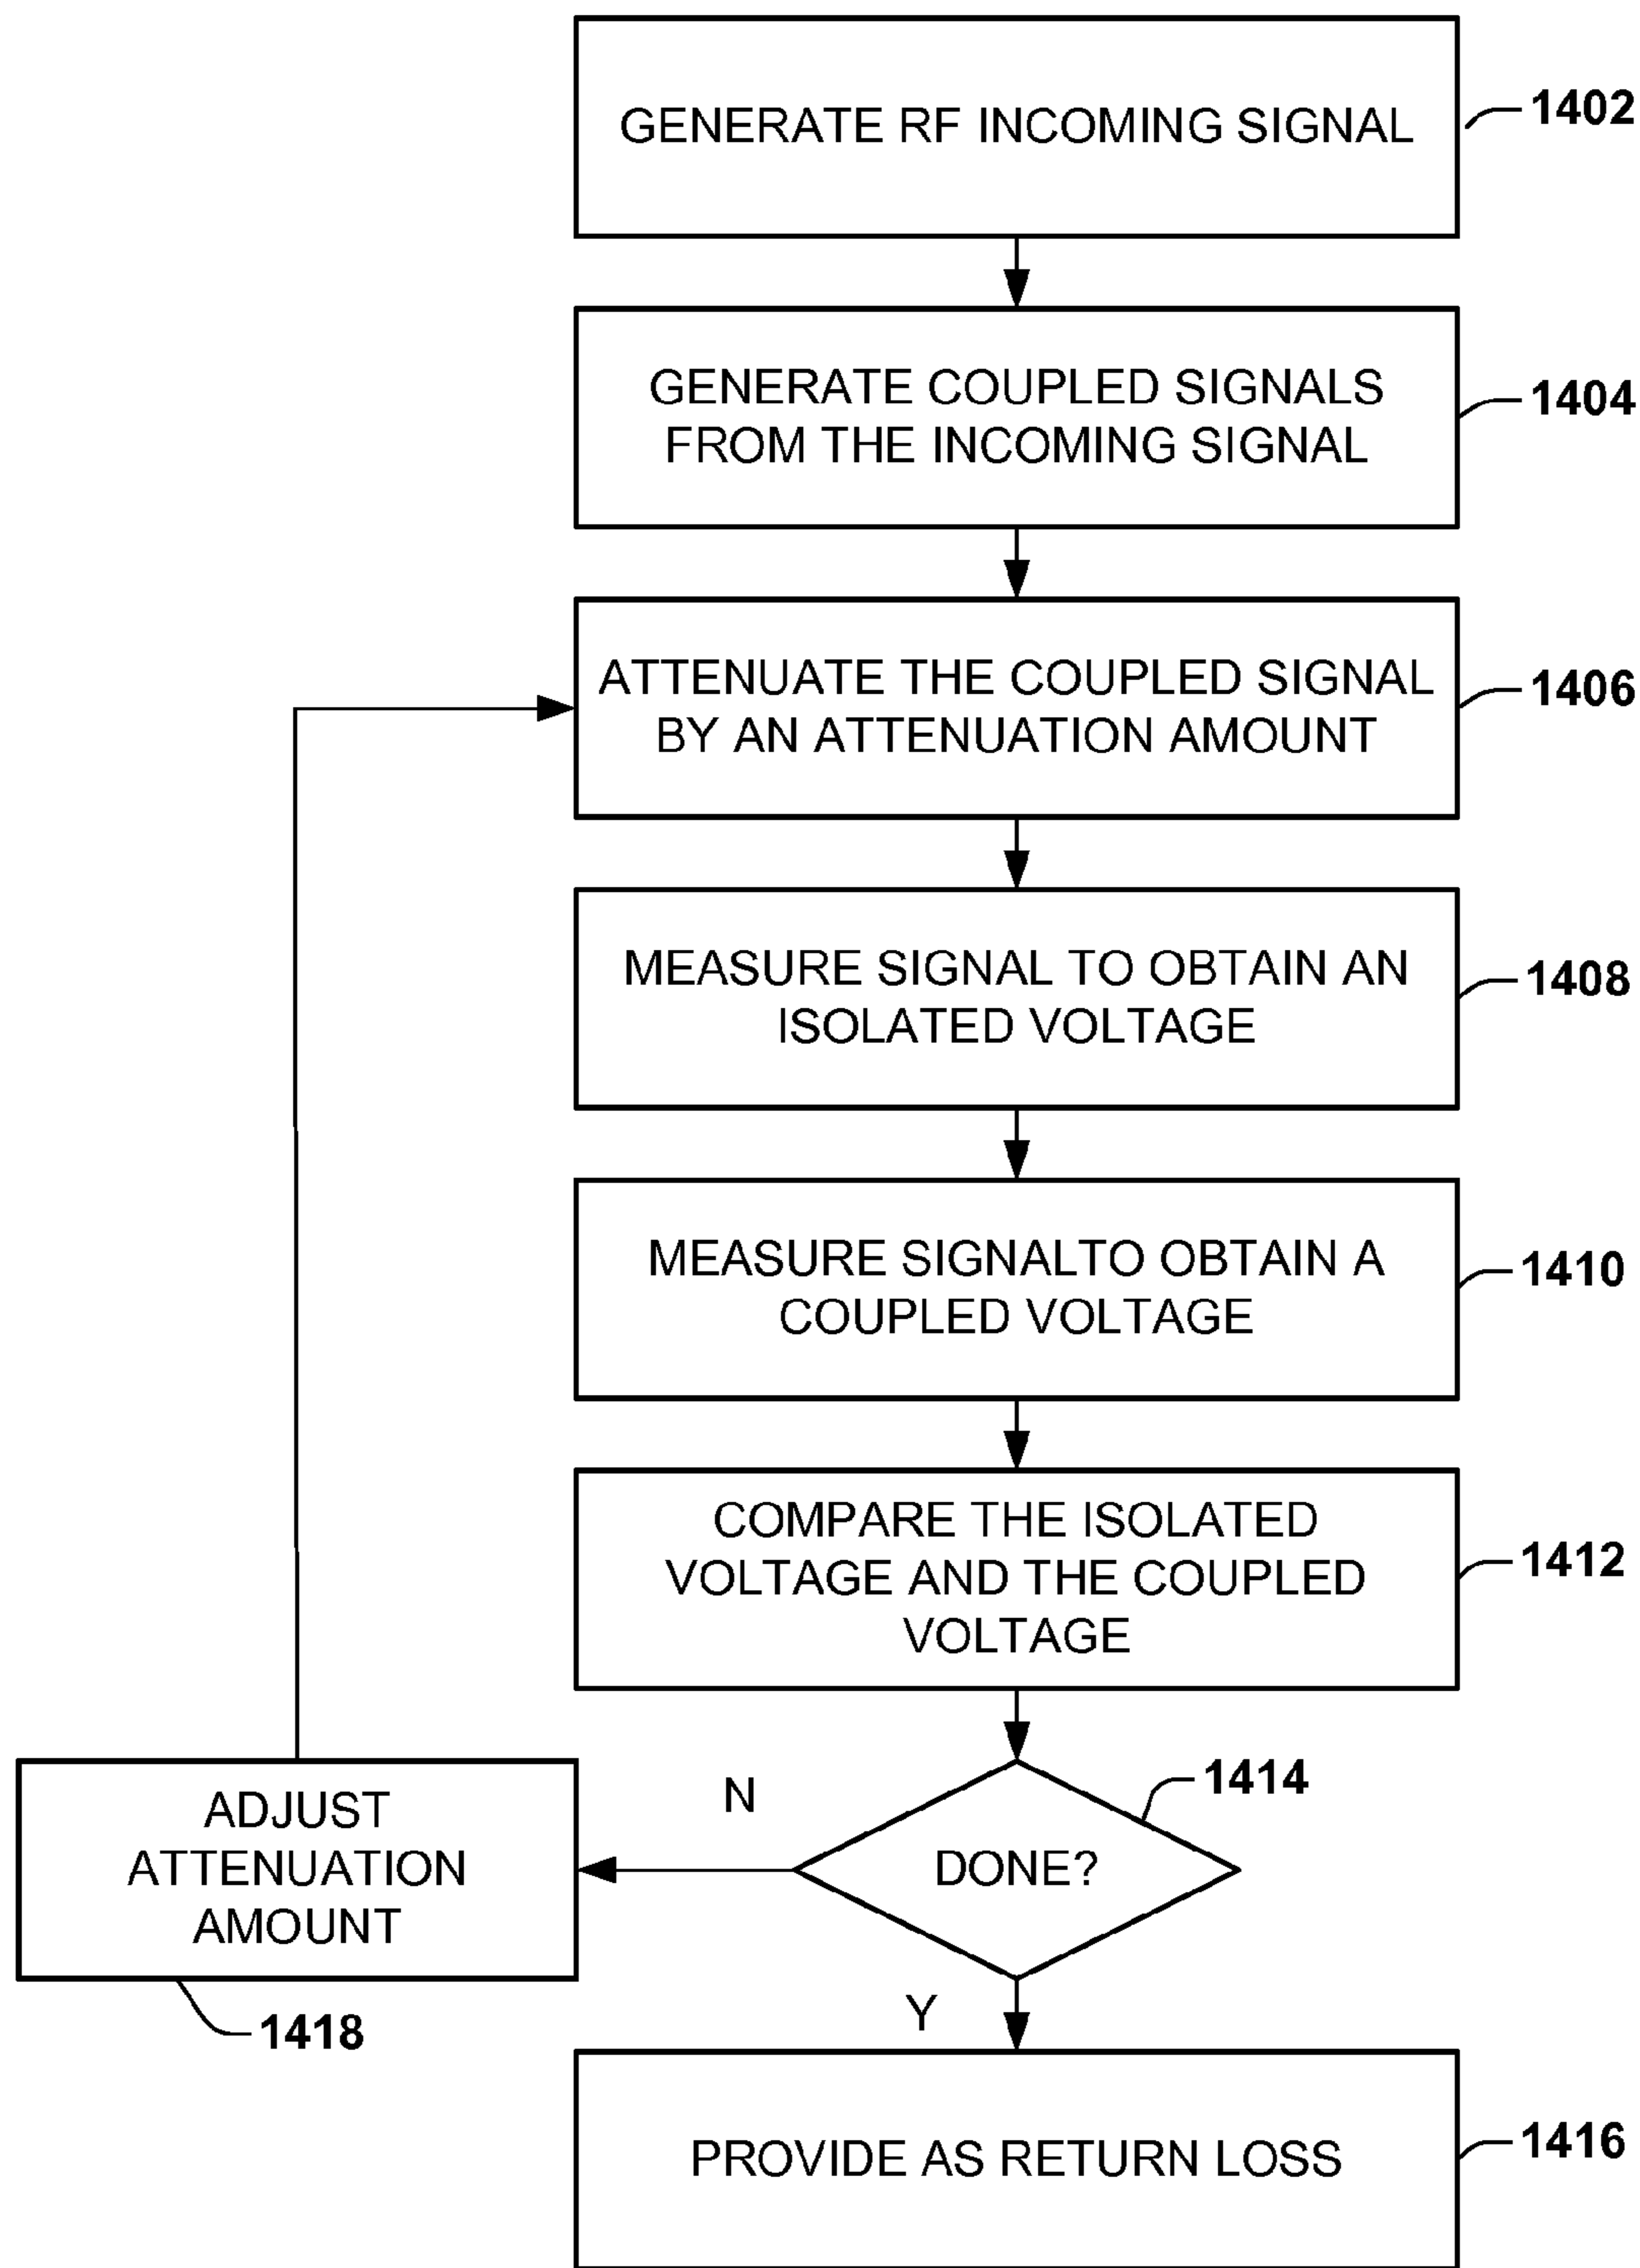 GENERATE RF INCOMING SIGNAL
1402
GENERATE COUPLED SIGNALS
FROM THE INCOMING SIGNAL
1404
ATTENUATE THE COUPLED SIGNAL
BY AN ATTENUATION AMOUNT
1406
MEASURE SIGNAL TO OBTAIN AN
ISOLATED VOLTAGE
1408
MEASURE SIGNALTO OBTAIN A
COUPLED VOLTAGE
1410
COMPARE THE ISOLATED
VOLTAGE AND THE COUPLED
VOLTAGE
1412
DONE?
1414
N
ADJUST
ATTENUATION
AMOUNT
1418
Y
PROVIDE AS RETURN LOSS
1416